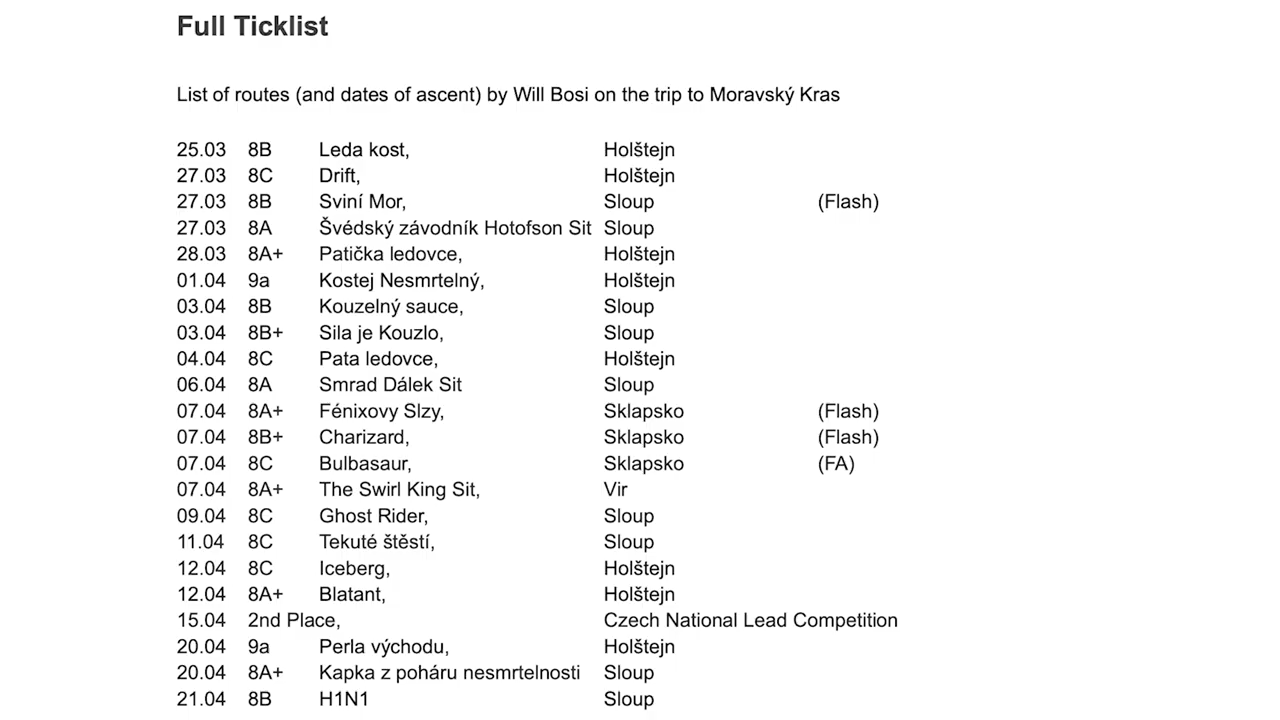 Full Ticklist
List of routes (and dates of ascent) by Will Bosi on the trip to Moravský Kras
25.03 8B Leda kost, Holštejn
27.03 8C Drift, Holštejn
27.03 8B Sviní Mor, Sloup (Flash)
27.03 8A Švédský závodník Hotofson Sit Sloup
28.03 8A+ Patička ledovce, Holštejn
01.04 9a Kostej Nesmrtelný, Holštejn
03.04 8B Kouzelný sauce, Sloup
03.04 8B+ Sila je Kouzlo, Sloup
04.04 8C Pata ledovce, Holštejn
06.04 8A Smrad Dálek Sit Sloup
07.04 8A+ Fénixovy Slzy, Sklapsko (Flash)
07.04 8B+ Charizard, Sklapsko (Flash)
07.04 8C Bulbasaur, Sklapsko (FA)
07.04 8A+ The Swirl King Sit, Vir
09.04 8C Ghost Rider, Sloup
11.04 8C Tekuté štěstí, Sloup
12.04 8C Iceberg, Holštejn
12.04 8A+ Blatant, Holštejn
15.04 2nd Place, Czech National Lead Competition
20.04 9a Perla východu, Holštejn
20.04 8A+ Kapka z poháru nesmrtelnosti Sloup
21.04 8B H1N1 Sloup